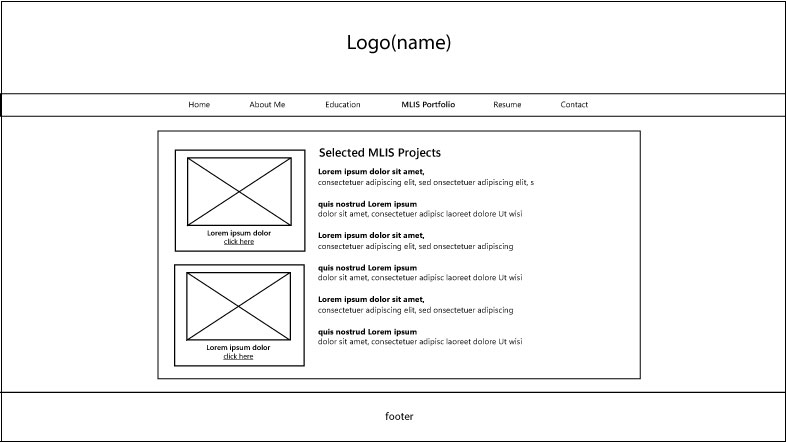 Logo(name)
Home About Me Education MLIS Portfolio Resume Contact
Lorem ipsum dolor
click here
Lorem ipsum dolor
click here
Selected MLIS Projects
Lorem ipsum dolor sit amet,
consectetuer adipiscing elit, sed onsectetuer adipiscing elit, s
quis nostrud Lorem ipsum
dolor sit amet, consectetuer adipisc laoreet dolore Ut wisi
Lorem ipsum dolor sit amet,
consectetuer adipiscing elit, sed onsectetuer adipiscing
quis nostrud Lorem ipsum
dolor sit amet, consectetuer adipisc laoreet dolore Ut wisi
Lorem ipsum dolor sit amet,
consectetuer adipiscing elit, sed onsectetuer adipiscing
quis nostrud Lorem ipsum
dolor sit amet, consectetuer adipisc laoreet dolore Ut wisi
footer